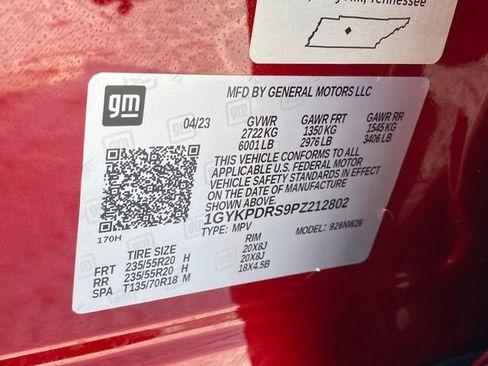 Hill, Tennessee
gm
MFD BY GENERAL MOTORS LLC
04/23 GVWR GAWR FRT GAWR RR
2722 KG 1350 KG 1545 KG
6001 LB 2976 LB 3406 LB
THIS VEHICLE CONFORMS TO ALL
APPLICABLE U.S. FEDERAL MOTOR
VEHICLE SAFETY STANDARDS IN EFFECT
ON THE DATE OF MANUFACTURE
SHOWN ABOVE.
1GYKPDRS9PZ212802
170H
TYPE: MPV MODEL: 926NW26
TIRE SIZE RIM
FRT 235/55R20 H 20X8J
RR 235/55R20 H 20X8J
SPA T135/70R18 M 18X4.5B